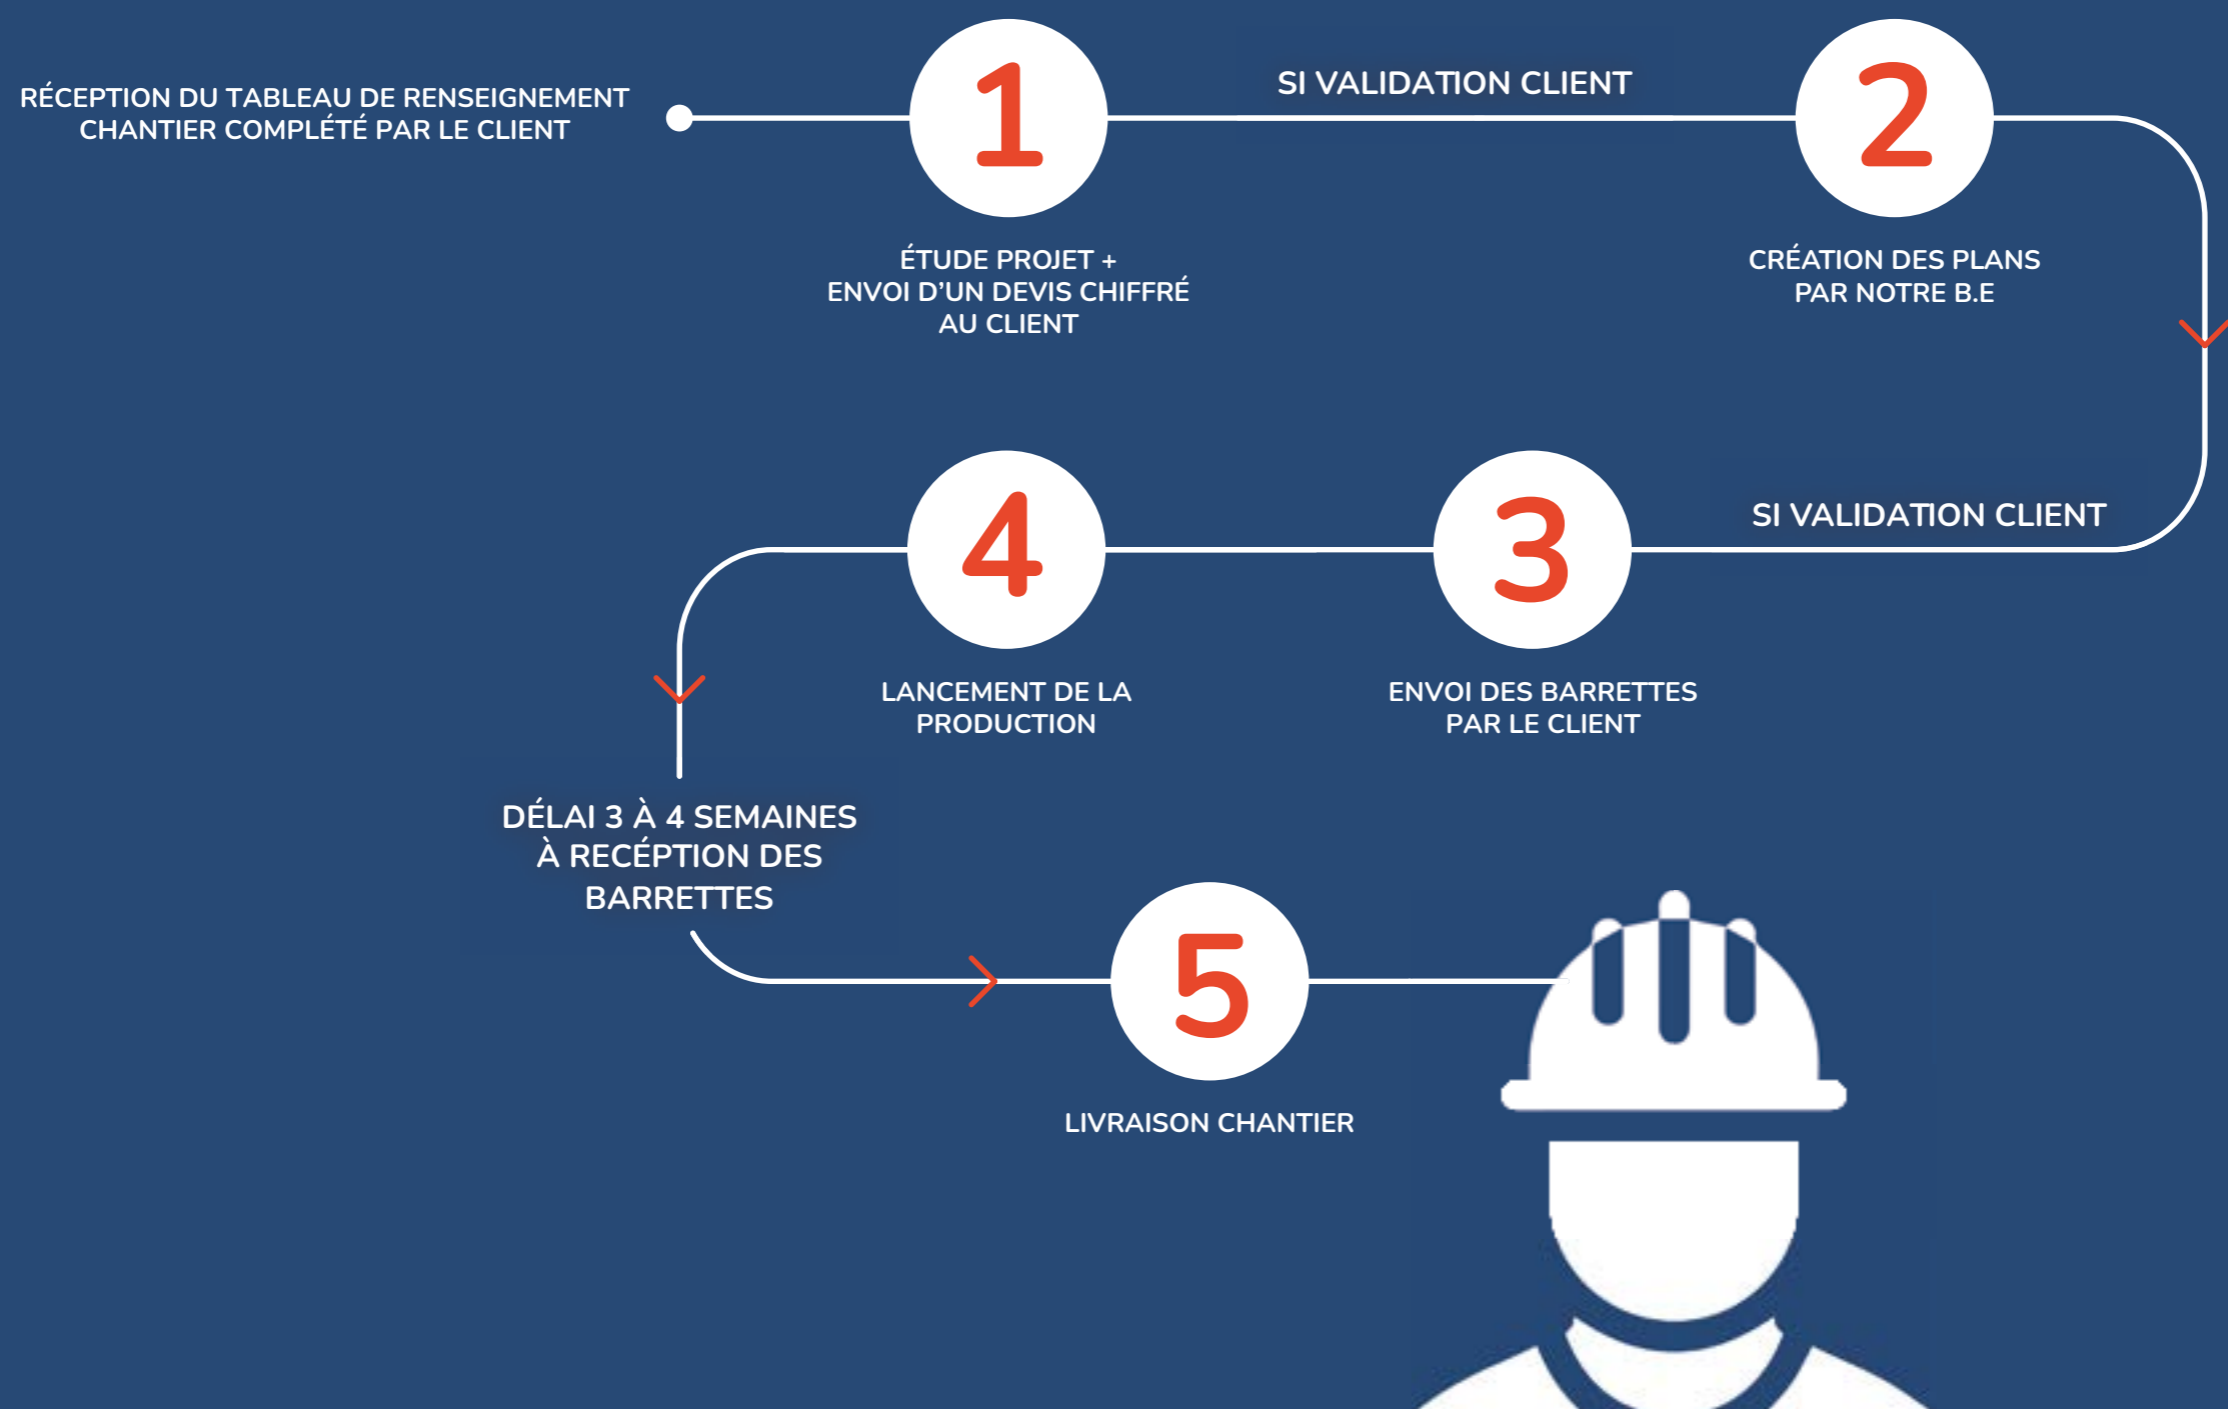 RÉCEPTION DU TABLEAU DE RENSEIGNEMENT
CHANTIER COMPLÉTÉ PAR LE CLIENT
1
SI VALIDATION CLIENT
2
ÉTUDE PROJET +
ENVOI D’UN DEVIS CHIFFRÉ
AU CLIENT
CRÉATION DES PLANS
PAR NOTRE B.E
SI VALIDATION CLIENT
3
ENVOI DES BARRETTES
PAR LE CLIENT
4
LANCEMENT DE LA
PRODUCTION
DÉLAI 3 À 4 SEMAINES
À RECÉPTION DES
BARRETTES
5
LIVRAISON CHANTIER